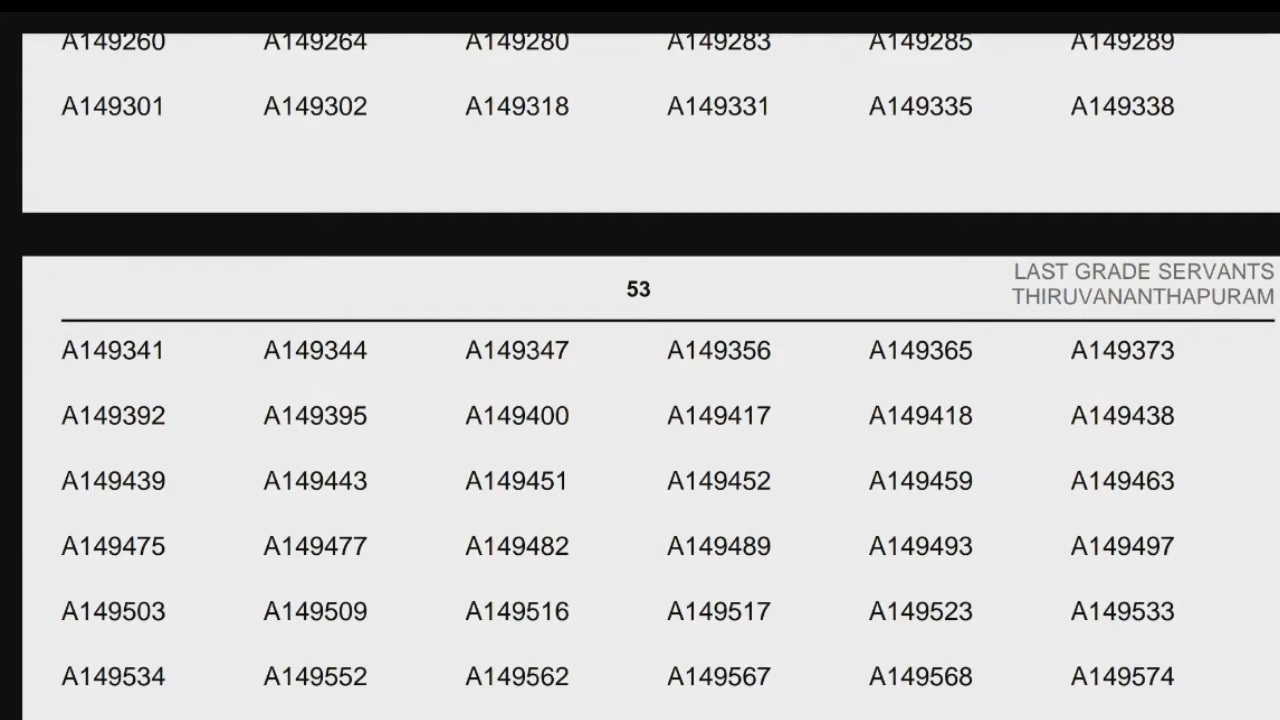 A149260 A149264 A149280 A149283 A149285 A149289
A149301 A149302 A149318 A149331 A149335 A149338
53
LAST GRADE SERVANTS
THIRUVANANTHAPURAM
A149341 A149344 A149347 A149356 A149365 A149373
A149392 A149395 A149400 A149417 A149418 A149438
A149439 A149443 A149451 A149452 A149459 A149463
A149475 A149477 A149482 A149489 A149493 A149497
A149503 A149509 A149516 A149517 A149523 A149533
A149534 A149552 A149562 A149567 A149568 A149574